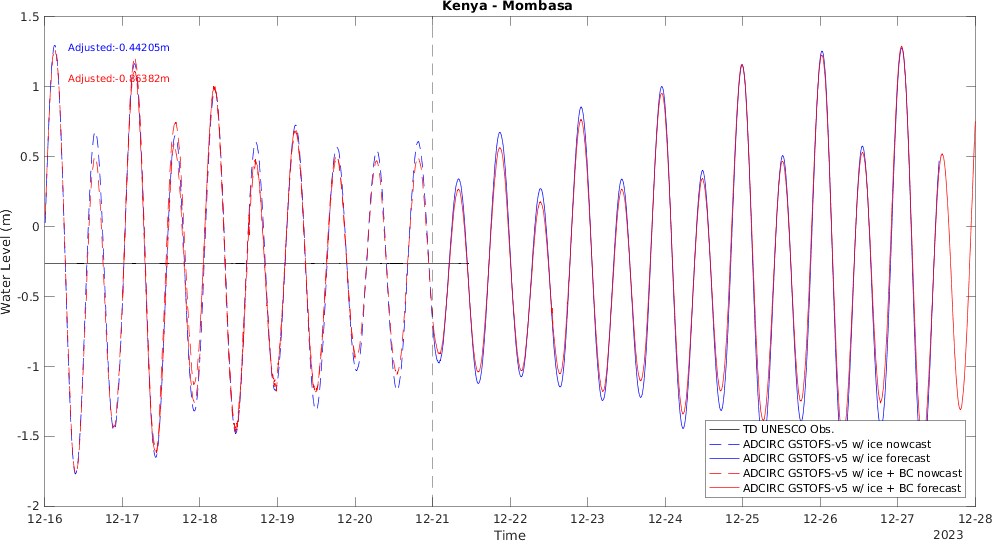 Kenya - Mombasa
1.5
1
0.5
0
-0.5
-1
-1.5
-2
Water Level (m)
Adjusted:-0.44205m
Adjusted:-0.86382m
TD UNESCO Obs.
ADCIRC GSTOFS-v5 w/ ice nowcast
ADCIRC GSTOFS-v5 w/ ice forecast
ADCIRC GSTOFS-v5 w/ ice + BC nowcast
ADCIRC GSTOFS-v5 w/ ice + BC forecast
12-16 12-17 12-18 12-19 12-20 12-21 12-22 12-23 12-24 12-25 12-26 12-27 12-28
Time
2023